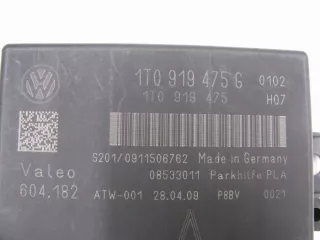 1T0 919 475 G 0102
1T0 919 475 H07
S201/0911506762 Made in Germany
Valeo 08533011 Parkhilfe PLA
604.182 ATW-001 28.04.09 P8BV 0021